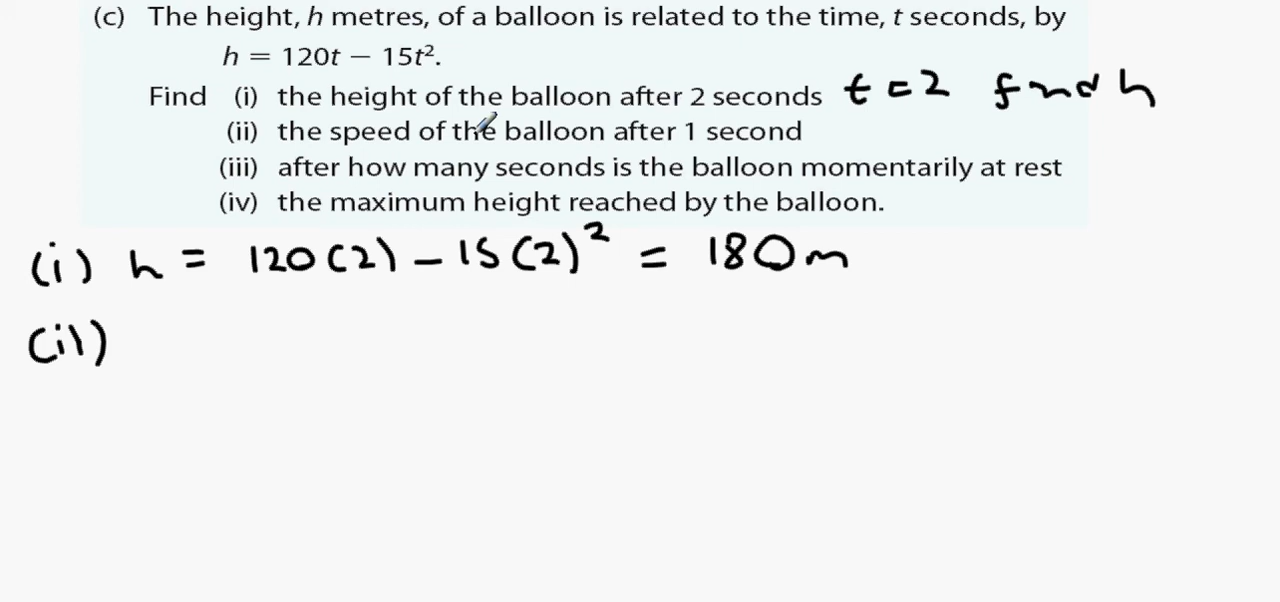 (c) The height, h metres, of a balloon is related to the time, t seconds, by
h = 120t − 15t².
Find (i) the height of the balloon after 2 seconds t = 2 find h
(ii) the speed of the balloon after 1 second
(iii) after how many seconds is the balloon momentarily at rest
(iv) the maximum height reached by the balloon.
(i) h = 120(2) − 15(2)² = 180m
(ii)